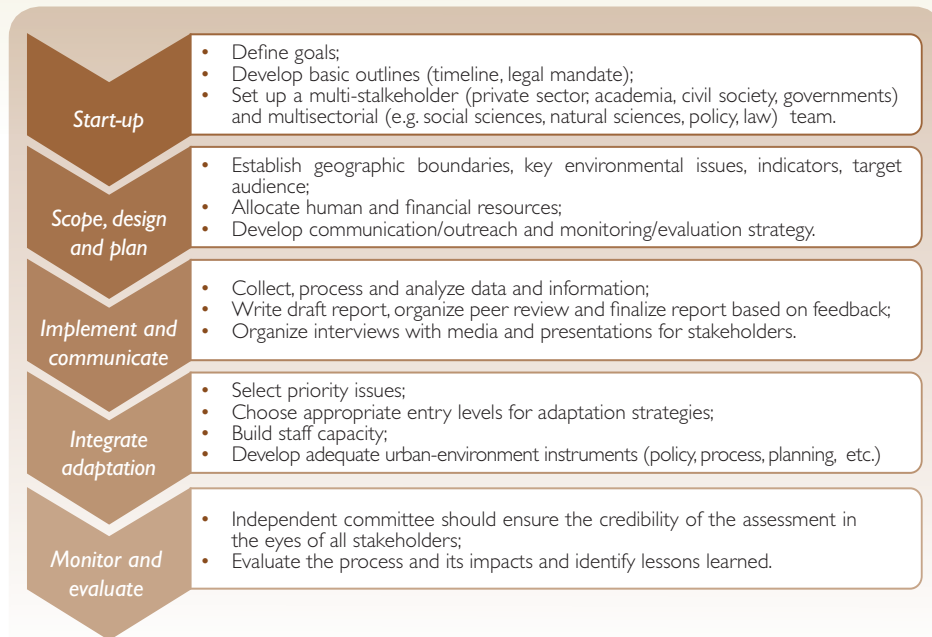 Start-up
• Define goals;
• Develop basic outlines (timeline, legal mandate);
• Set up a multi-stalkeholder (private sector, academia, civil society, governments)
and multisectorial (e.g. social sciences, natural sciences, policy, law) team.
Scope, design
and plan
• Establish geographic boundaries, key environmental issues, indicators, target
audience;
• Allocate human and financial resources;
• Develop communication/outreach and monitoring/evaluation strategy.
Implement and
communicate
• Collect, process and analyze data and information;
• Write draft report, organize peer review and finalize report based on feedback;
• Organize interviews with media and presentations for stakeholders.
Integrate
adaptation
• Select priority issues;
• Choose appropriate entry levels for adaptation strategies;
• Build staff capacity;
• Develop adequate urban-environment instruments (policy, process, planning, etc.)
Monitor and
evaluate
• Independent committee should ensure the credibility of the assessment in
the eyes of all stakeholders;
• Evaluate the process and its impacts and identify lessons learned.